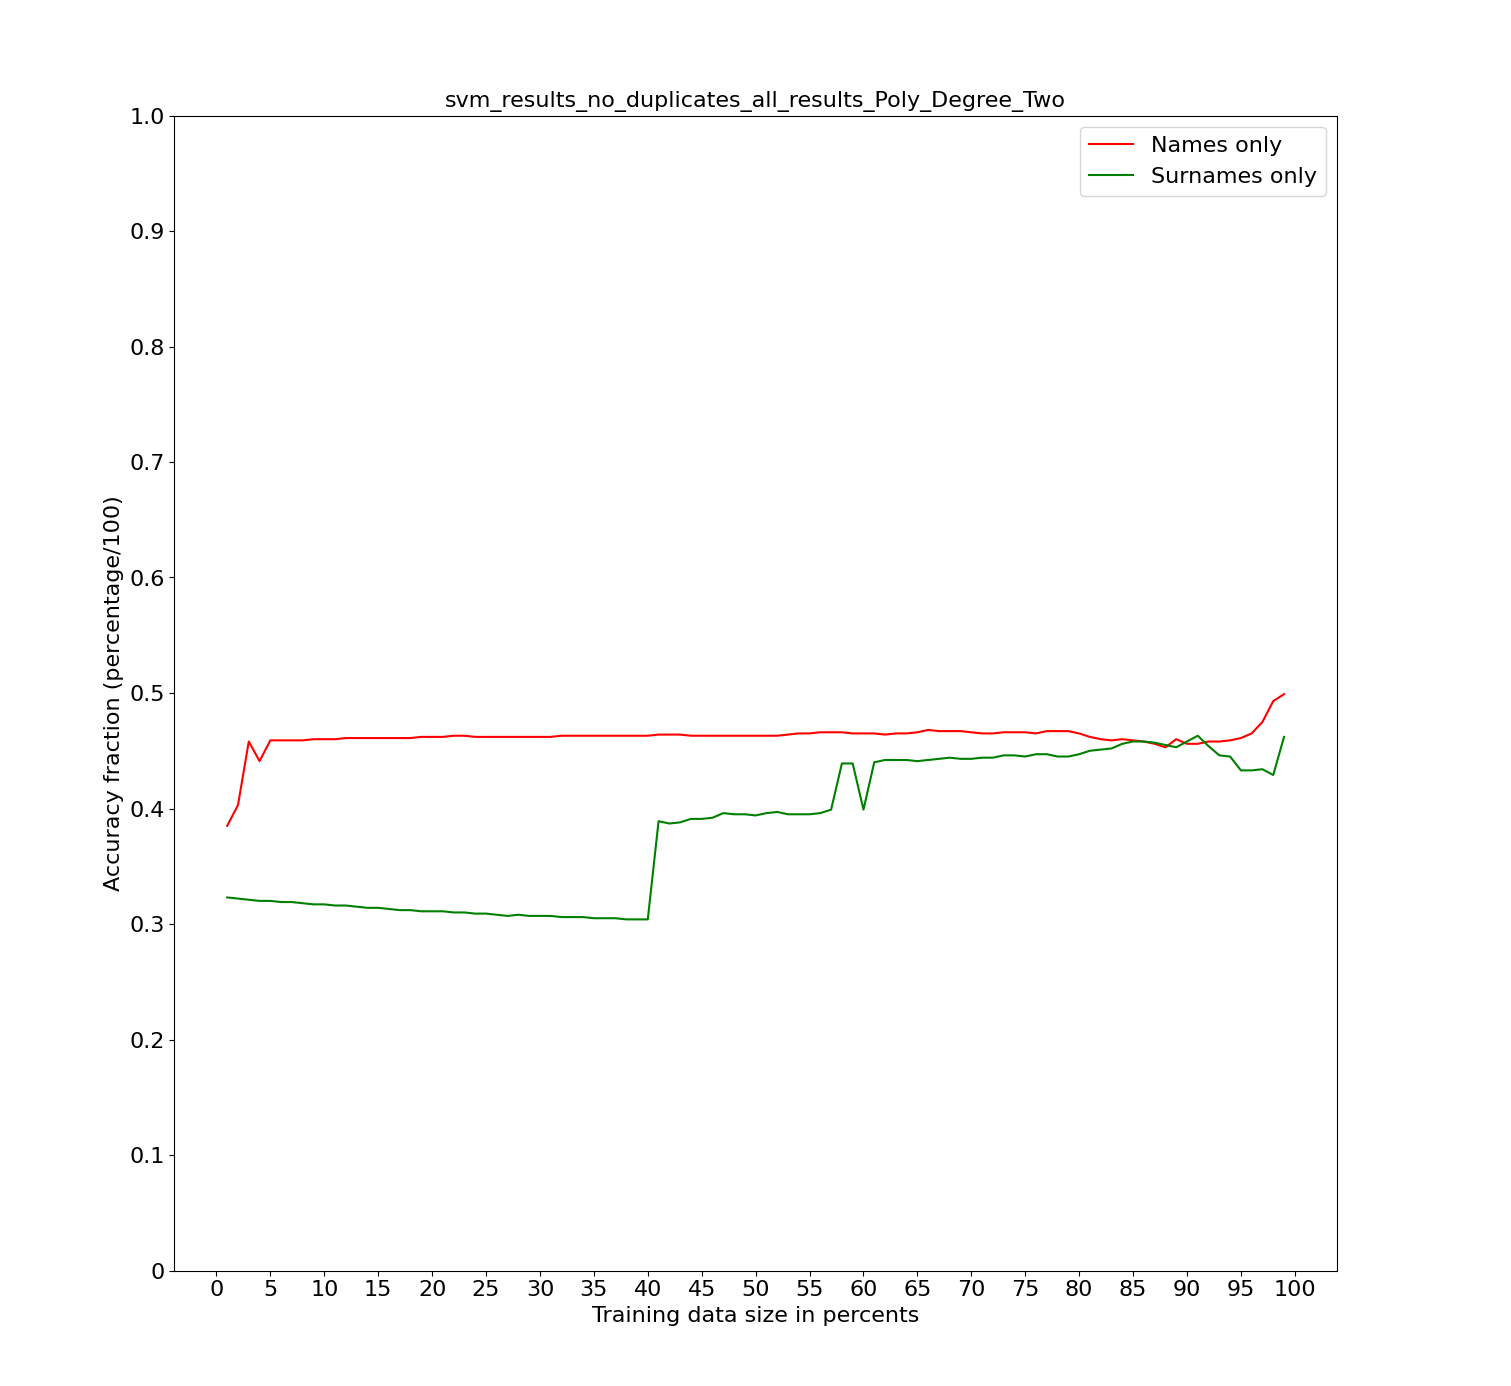 svm_results_no_duplicates_all_results_Poly_Degree_Two
Names only
Surnames only
1.0
0.9
0.8
0.7
0.6
0.5
0.4
0.3
0.2
0.1
0
Accuracy fraction (percentage/100)
0 5 10 15 20 25 30 35 40 45 50 55 60 65 70 75 80 85 90 95 100
Training data size in percents